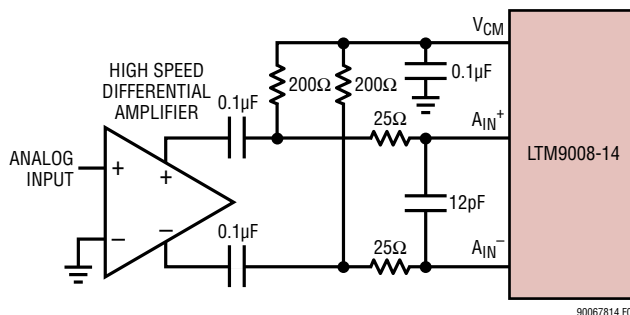 V_CM
HIGH SPEED
DIFFERENTIAL
AMPLIFIER
200Ω
200Ω
0.1µF
0.1µF
25Ω
A_IN^+
LTM9008-14
ANALOG
INPUT
+
+
−
−
12pF
0.1µF
25Ω
A_IN^−